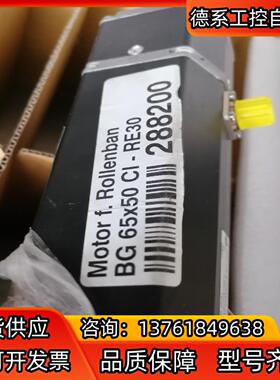 德系工控自
Motor f. Rollenban
BG 65x50 CI - RE30
288200
货供应
咨询：13761849638
可开发票
品质保障
型号齐